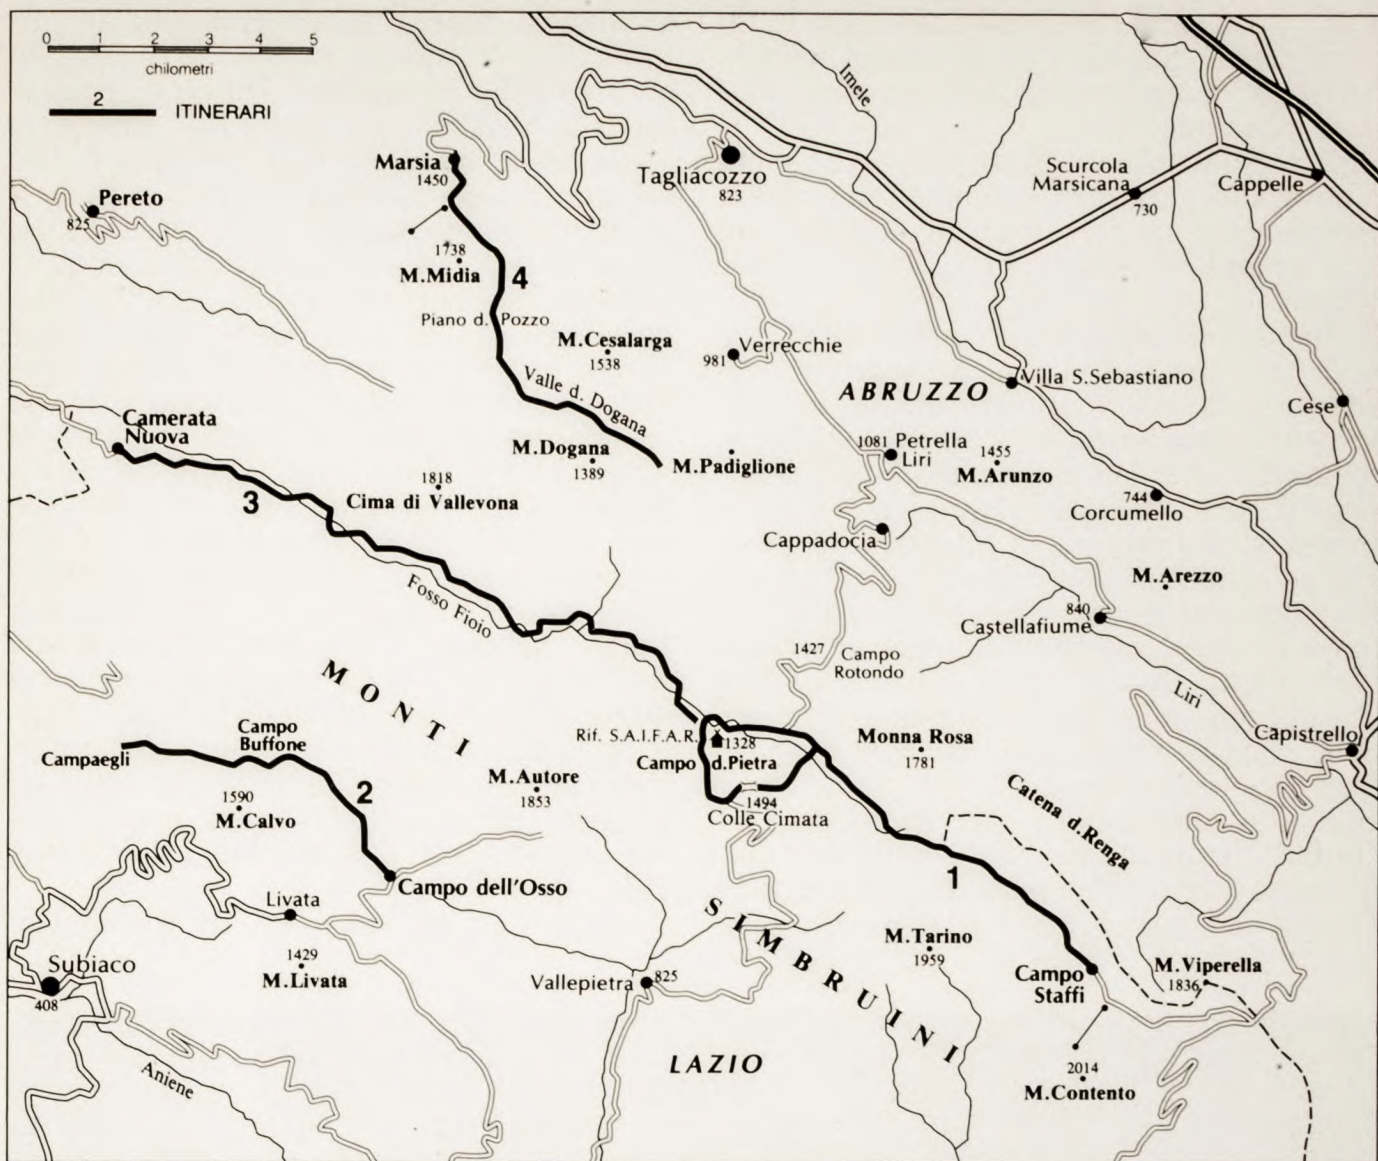 0 1 2 3 4 5
chilometri
2
ITINERARI
Imele
Marsia
1450
Tagliacozzo
823
Scurcola
Marsicana
730
Cappelle
Pereto
825
1738
M.Midia
4
Piano d. Pozzo
M.Cesalarga
1538
Verrecchie
981
ABRUZZO
Villa S.Sebastiano
Cese
Valle d. Dogana
Camerata
Nuova
M.Dogana
1389
M.Padiglione
1081
Petrella
Liri
1455
M.Arunzo
3
1818
Cima di Vallevona
744
Corcumello
Cappadocia
M.Arezzo
Fosso Fioio
840
Castellafiume
1427
Campo
Rotondo
Liri
MONTI
Campo
Buffone
Campaegli
Rif. S.A.I.F.A.R.
1328
Campo d.Pietra
Monna Rosa
1781
Capistrello
M.Autore
1853
2
1590
M.Calvo
1494
Colle Cimata
Catena d.Renga
1
Campo dell'Osso
Livata
SIMBRUINI
M.Tarino
1959
1429
M.Livata
Subiaco
408
Vallepietra
825
Campo
Staffi
M.Viperella
1836
LAZIO
Aniene
2014
M.Contento